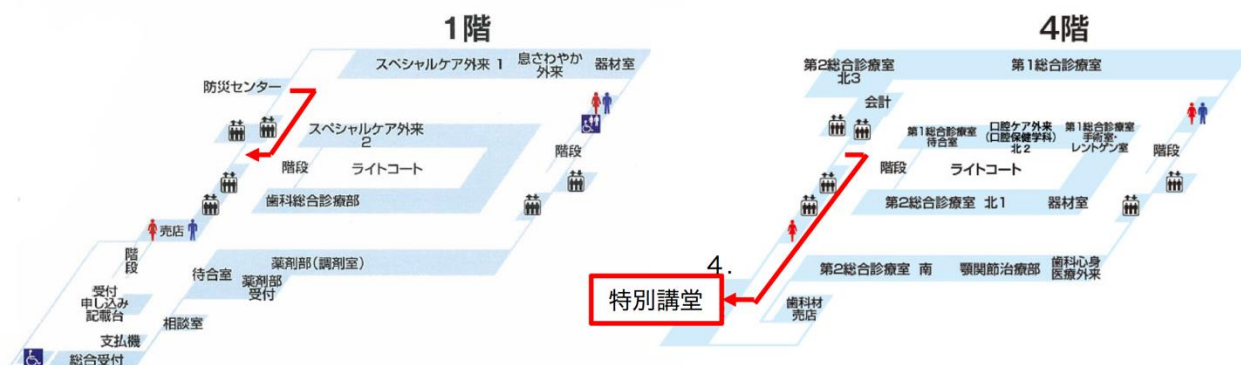 1階
スペシャルケア外来 1
息さわやか
外来
器材室
防災センター
スペシャルケア外来
2
階段
ライトコート
階段
歯科総合診療部
売店
階段
待合室
薬剤部(調剤室)
薬剤部
受付
受付
申し込み
記載台
相談室
支払機
総合受付
4階
第2総合診療室
北3
第1総合診療室
会計
第1総合診療室
待合室
口腔ケア外来
(口腔保健学科)
北2
第1総合診療室
手術室・
レントゲン室
階段
ライトコート
階段
第2総合診療室 北1
器材室
4.
特別講堂
第2総合診療室 南
顎関節治療部
歯科心身
医療外来
歯科材
売店